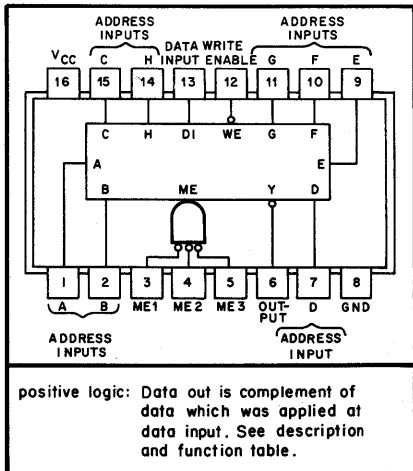 ADDRESS INPUTS
DATA INPUT
WRITE ENABLE
ADDRESS INPUTS
VCC C H G F E
16 15 14 13 12 11 10 9
C H DI WE G F
A E
B ME Y D
1 2 3 4 5 6 7 8
A B ME1 ME2 ME3 OUT-PUT D GND
ADDRESS INPUTS
ADDRESS INPUT
positive logic: Data out is complement of
data which was applied at
data input. See description
and function table.